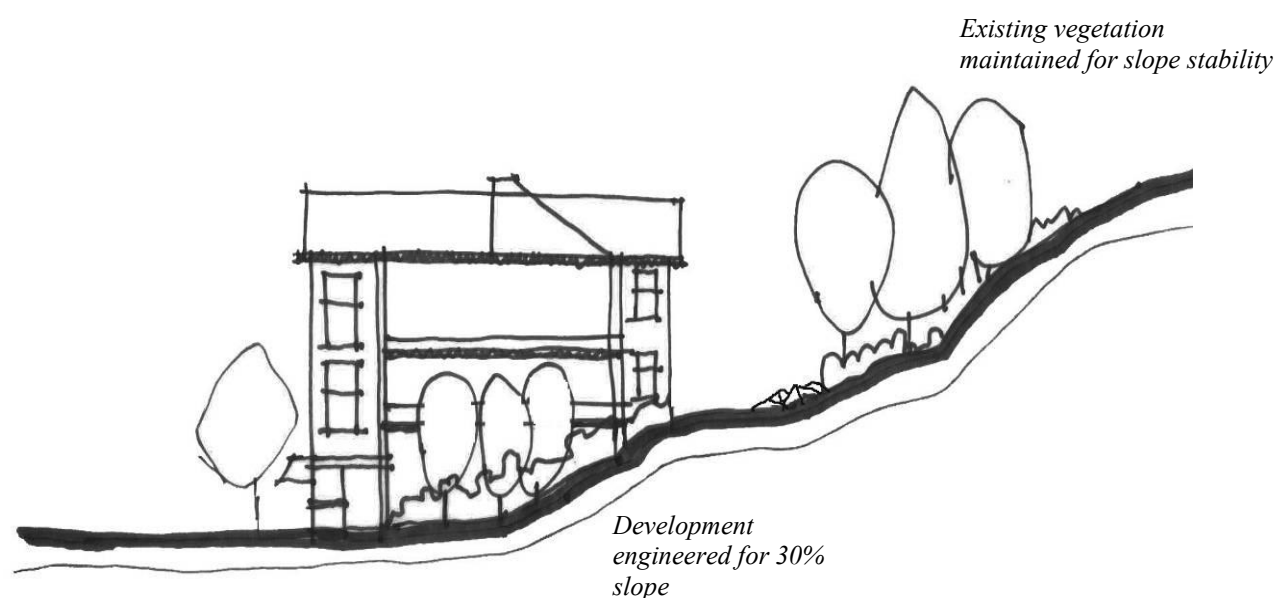 Existing vegetation
maintained for slope stability
Development
engineered for 30%
slope